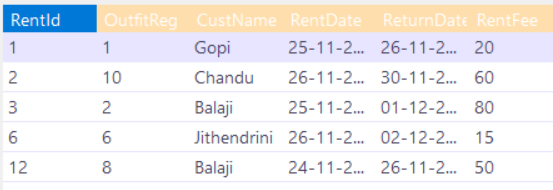 RentId OutfitReg CustName RentDate ReturnDate RentFee
1 1 Gopi 25-11-2... 26-11-2... 20
2 10 Chandu 26-11-2... 30-11-2... 60
3 2 Balaji 25-11-2... 01-12-2... 80
6 6 Jithendrini 26-11-2... 02-12-2... 15
12 8 Balaji 24-11-2... 26-11-2... 50